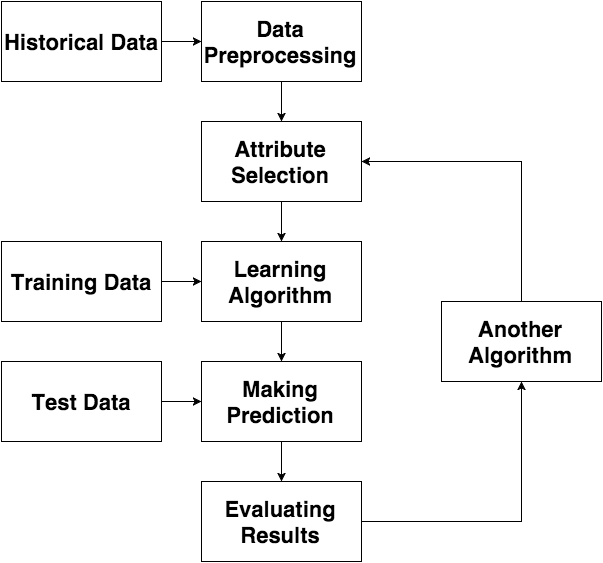 Historical Data
Data
Preprocessing
Attribute
Selection
Training Data
Learning
Algorithm
Another
Algorithm
Test Data
Making
Prediction
Evaluating
Results